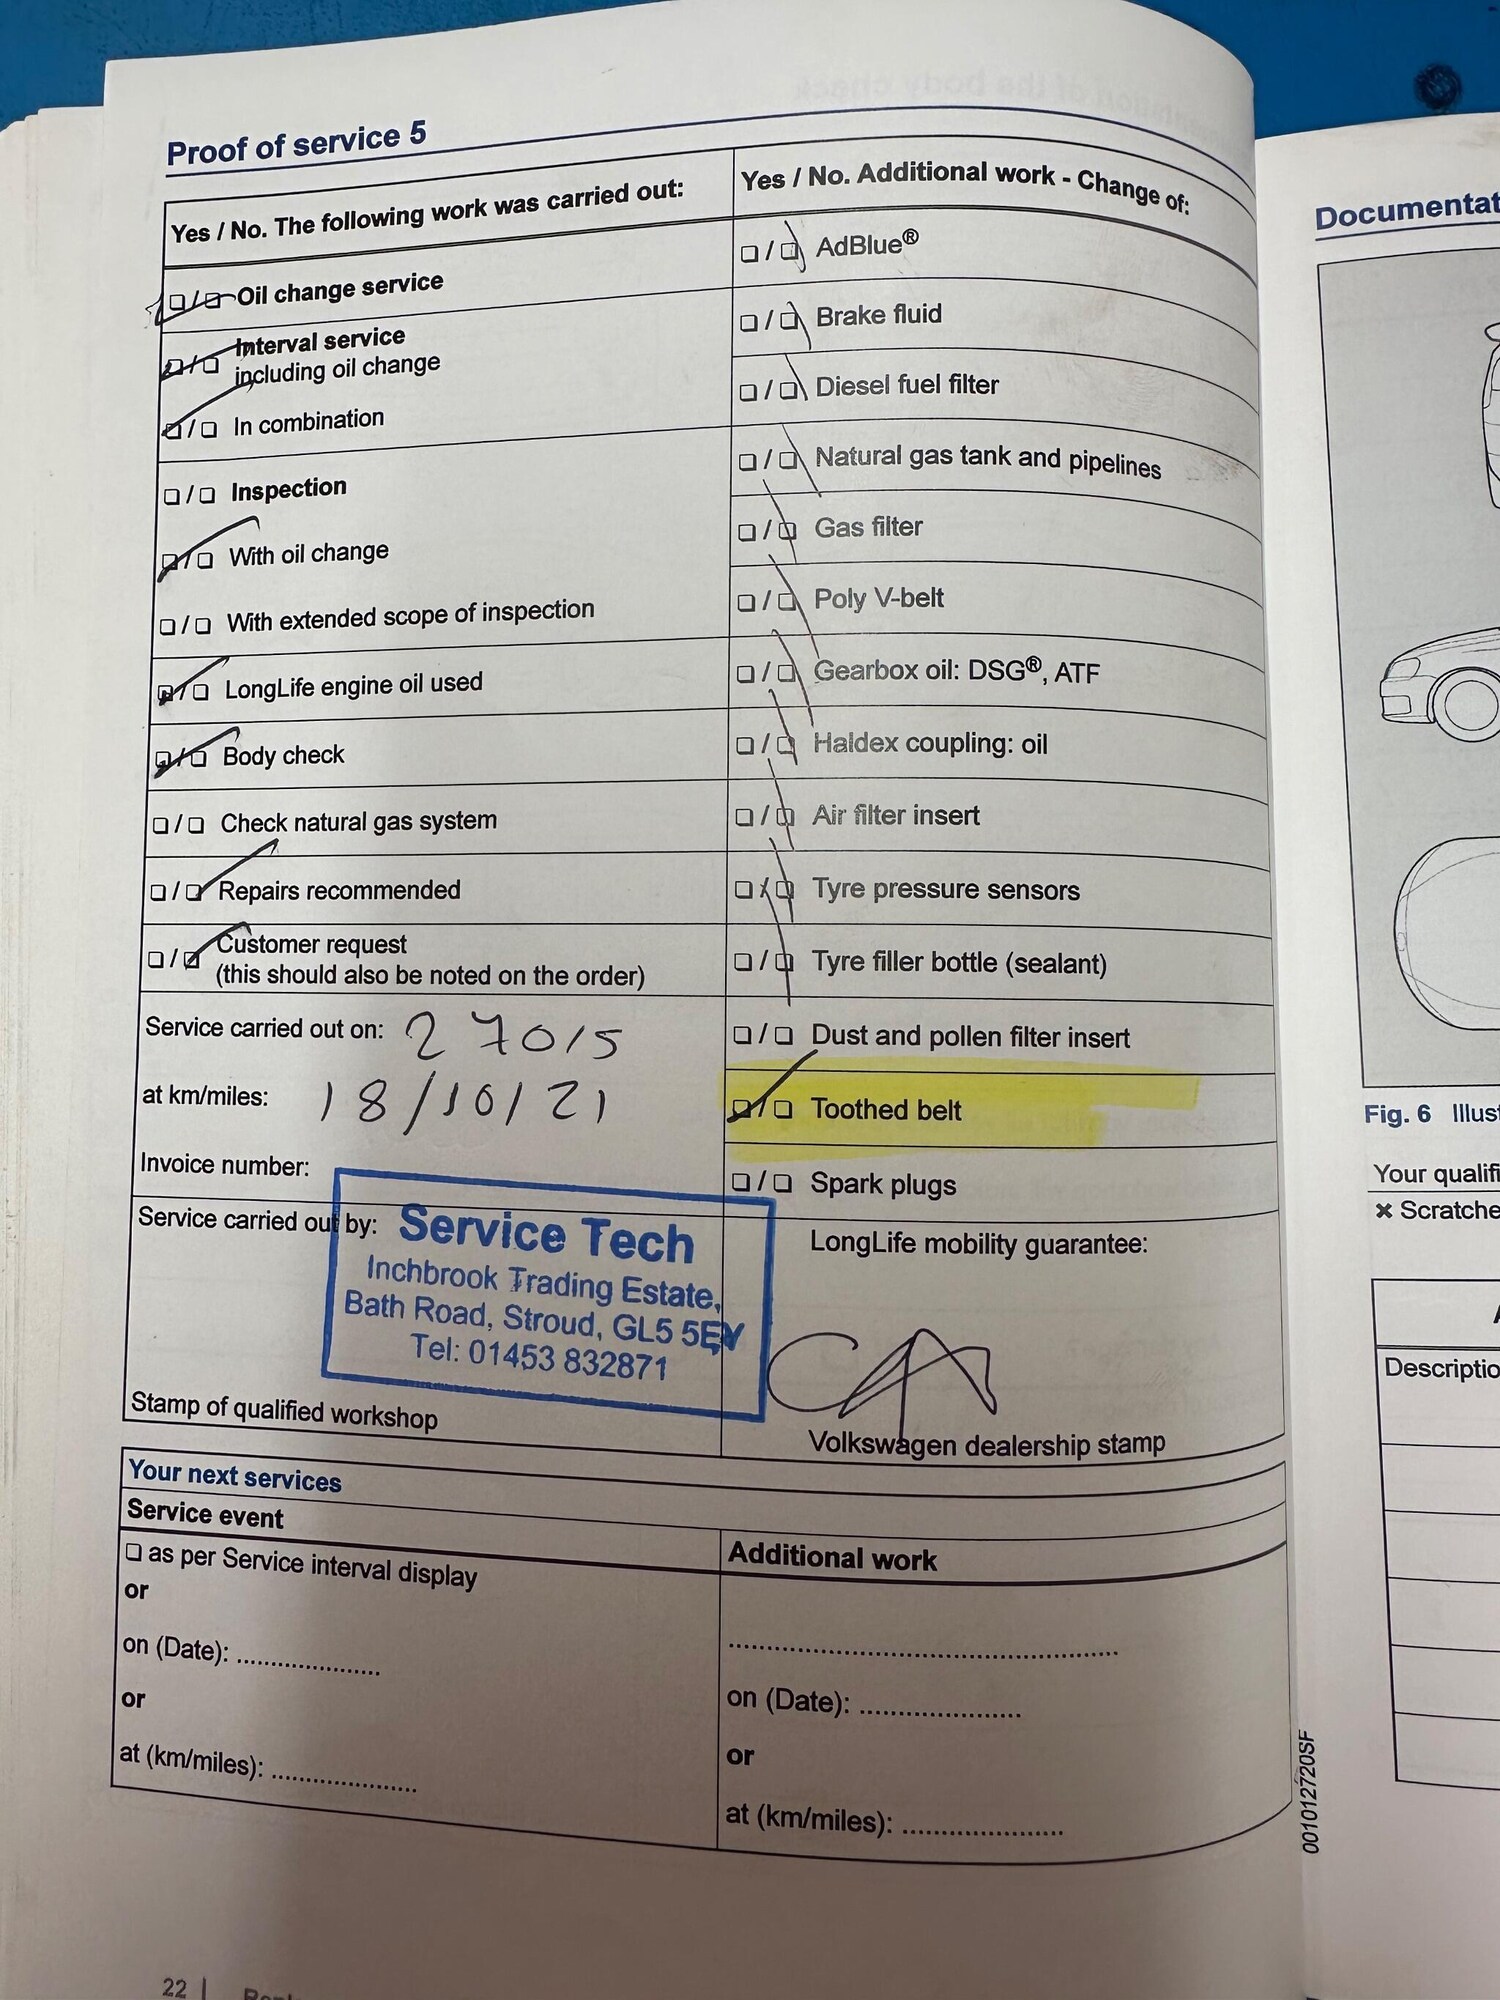 Proof of service 5
Yes / No. The following work was carried out:
Yes / No. Additional work - Change of:
Oil change service
Interval service
including oil change
In combination
Inspection
With oil change
With extended scope of inspection
LongLife engine oil used
Body check
Check natural gas system
Repairs recommended
Customer request
(this should also be noted on the order)
Service carried out on: 27015
at km/miles: 18/10/21
Invoice number:
Service carried out by:
Service Tech
Inchbrook Trading Estate,
Bath Road, Stroud, GL5 5EY
Tel: 01453 832871
Stamp of qualified workshop
AdBlue®
Brake fluid
Diesel fuel filter
Natural gas tank and pipelines
Gas filter
Poly V-belt
Gearbox oil: DSG®, ATF
Haldex coupling: oil
Air filter insert
Tyre pressure sensors
Tyre filler bottle (sealant)
Dust and pollen filter insert
Toothed belt
Spark plugs
LongLife mobility guarantee:
Volkswagen dealership stamp
Your next services
Service event
as per Service interval display
or
on (Date): .....................
or
at (km/miles): .....................
Additional work
.........................................................
on (Date): ........................
or
at (km/miles): ........................
001012720SF
22 |
Documentat
Fig. 6 Illus
Your qualifi
× Scratche
Descriptio